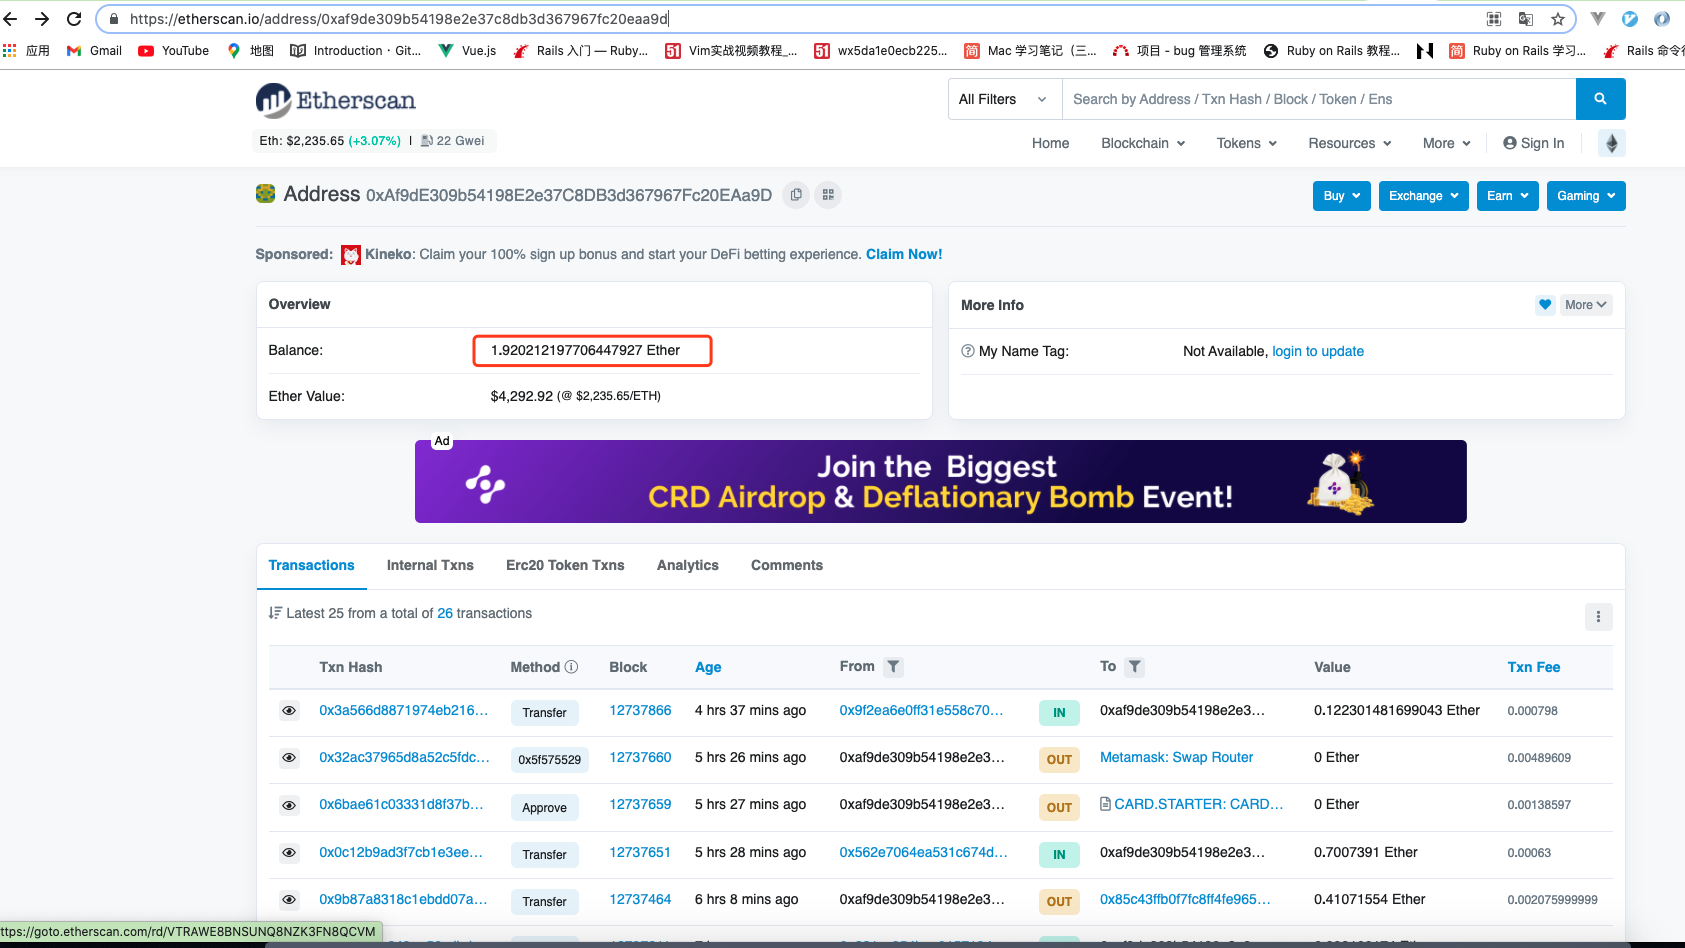 https://etherscan.io/address/0xaf9de309b54198e2e37c8db3d367967fc20eaa9d
应用 Gmail YouTube 地图 Introduction · Git... Vue.js Rails 入门 — Ruby... Vim实战视频教程_... wx5da1e0ecb225... Mac 学习笔记（三... 项目 - bug 管理系统 Ruby on Rails 教程... Ruby on Rails 学习... Rails 命令
Etherscan
All Filters Search by Address / Txn Hash / Block / Token / Ens
Eth: $2,235.65 (+3.07%) | 22 Gwei
Home Blockchain Tokens Resources More Sign In
Address 0xAf9dE309b54198E2e37C8DB3d367967Fc20EAa9D
Buy Exchange Earn Gaming
Sponsored: Kineko: Claim your 100% sign up bonus and start your DeFi betting experience. Claim Now!
Overview
Balance: 1.920212197706447927 Ether
Ether Value: $4,292.92 (@ $2,235.65/ETH)
More Info More
My Name Tag: Not Available, login to update
Ad
Join the Biggest
CRD Airdrop & Deflationary Bomb Event!
Transactions Internal Txns Erc20 Token Txns Analytics Comments
Latest 25 from a total of 26 transactions
Txn Hash Method Block Age From To Value Txn Fee
0x3a566d8871974eb216... Transfer 12737866 4 hrs 37 mins ago 0x9f2ea6e0ff31e558c70... IN 0xaf9de309b54198e2e3... 0.122301481699043 Ether 0.000798
0x32ac37965d8a52c5fdc... 0x5f575529 12737660 5 hrs 26 mins ago 0xaf9de309b54198e2e3... OUT Metamask: Swap Router 0 Ether 0.00489609
0x6bae61c03331d8f37b... Approve 12737659 5 hrs 27 mins ago 0xaf9de309b54198e2e3... OUT CARD.STARTER: CARD... 0 Ether 0.00138597
0x0c12b9ad3f7cb1e3ee... Transfer 12737651 5 hrs 28 mins ago 0x562e7064ea531c674d... IN 0xaf9de309b54198e2e3... 0.7007391 Ether 0.00063
0x9b87a8318c1ebdd07a... Transfer 12737464 6 hrs 8 mins ago 0xaf9de309b54198e2e3... OUT 0x85c43ffb0f7fc8ff4fe965... 0.41071554 Ether 0.002075999999
ttps://goto.etherscan.com/rd/VTRAWE8BNSUNQ8NZK3FN8QCVM